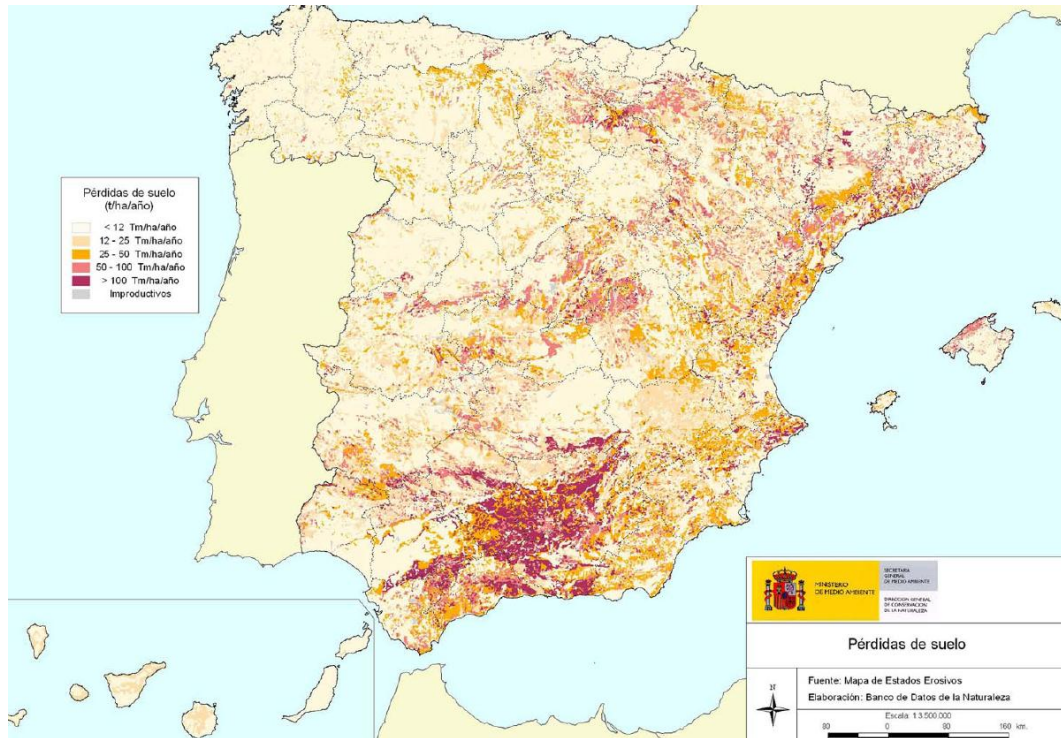 Pérdidas de suelo
(t/ha/año)
< 12 Tm/ha/año
12 - 25 Tm/ha/año
25 - 50 Tm/ha/año
50 - 100 Tm/ha/año
> 100 Tm/ha/año
Improductivos
MINISTERIO
DE MEDIO AMBIENTE
SECRETARIA
GENERAL
DE MEDIO AMBIENTE
DIRECCION GENERAL
DE CONSERVACION
DE LA NATURALEZA
Pérdidas de suelo
N
Fuente: Mapa de Estados Erosivos
Elaboración: Banco de Datos de la Naturaleza
Escala: 1:3.500.000
80 0 80 160 km.